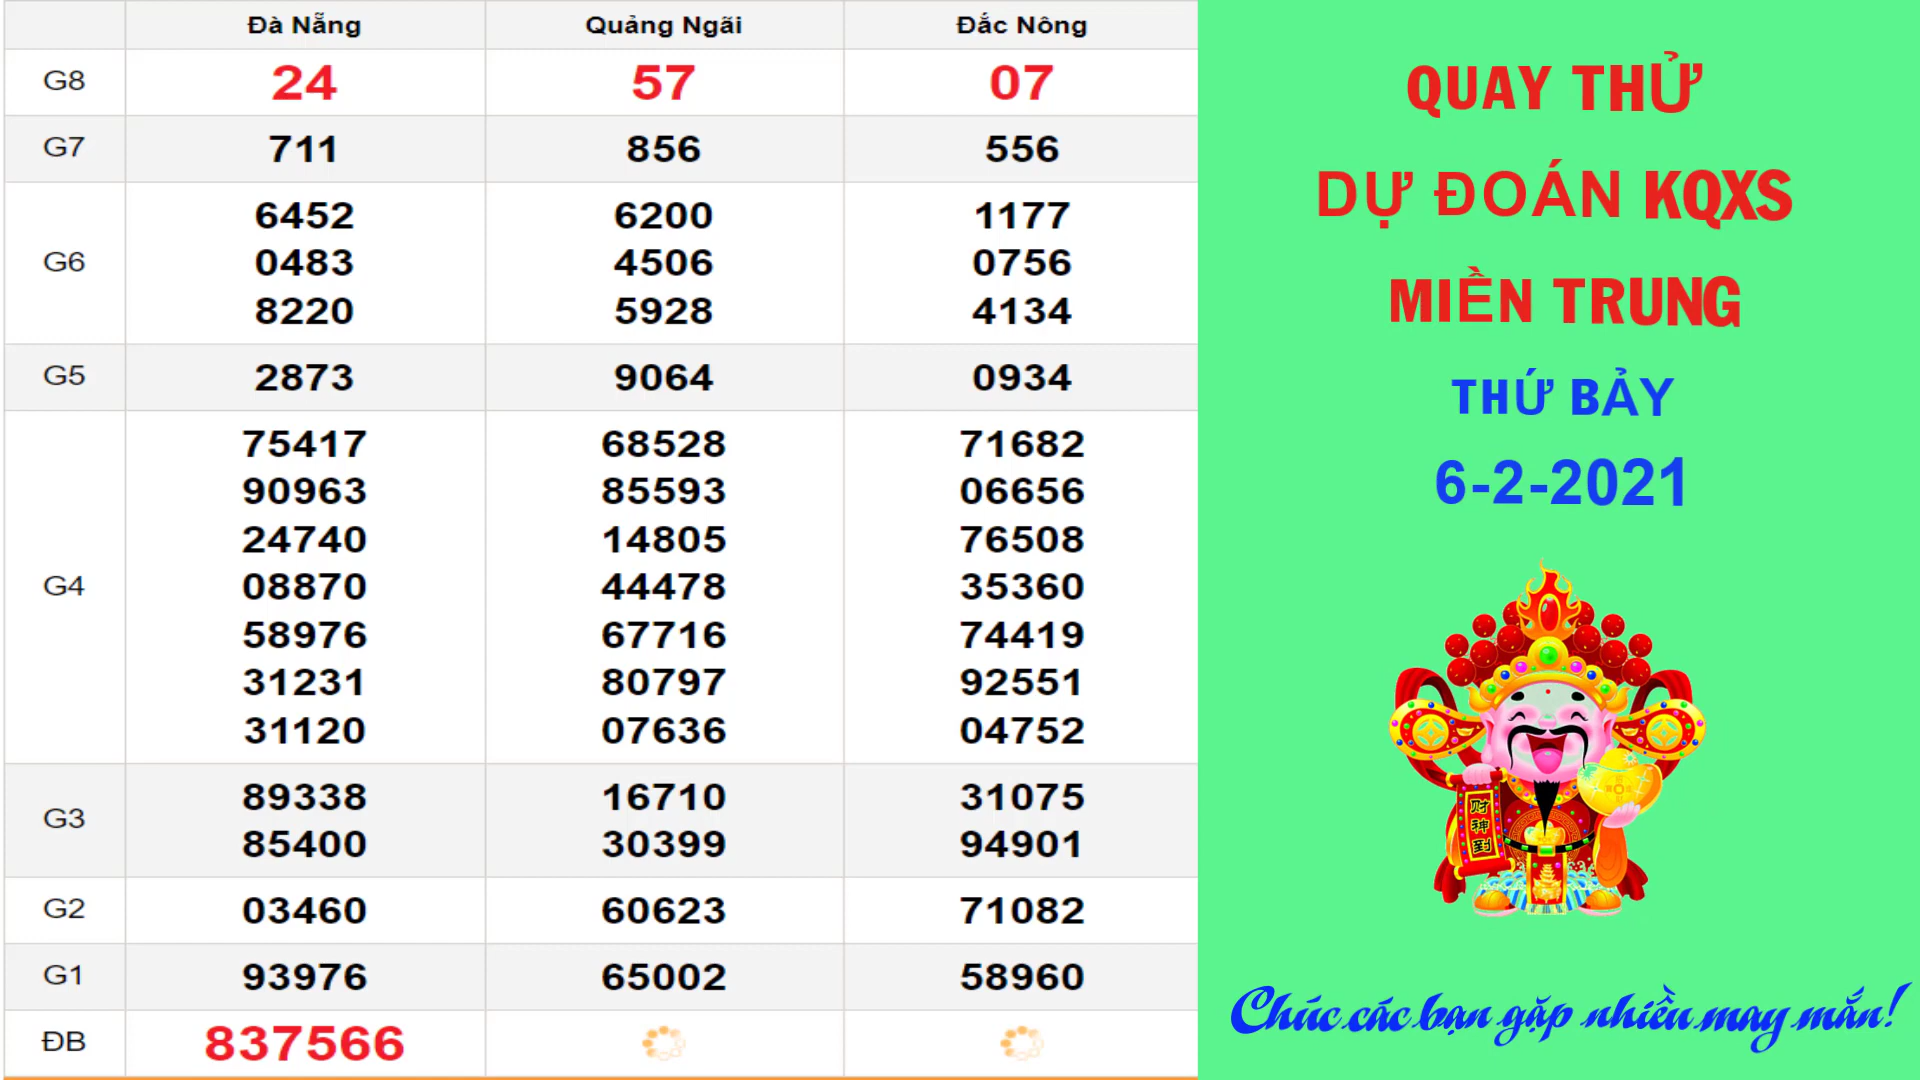 Đà Nẵng Quảng Ngãi Đắc Nông
G8 24 57 07
G7 711 856 556
G6
6452 6200 1177
0483 4506 0756
8220 5928 4134
G5 2873 9064 0934
G4
75417 68528 71682
90963 85593 06656
24740 14805 76508
08870 44478 35360
58976 67716 74419
31231 80797 92551
31120 07636 04752
G3
89338 16710 31075
85400 30399 94901
G2 03460 60623 71082
G1 93976 65002 58960
ĐB 837566
QUAY THỬ
DỰ ĐOÁN KQXS
MIỀN TRUNG
THỨ BẢY
6-2-2021
财神到
Chúc các bạn gặp nhiều may mắn!